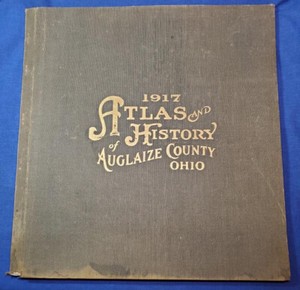 1917
ATLAS AND
HISTORY
of AUGLAIZE COUNTY
OHIO